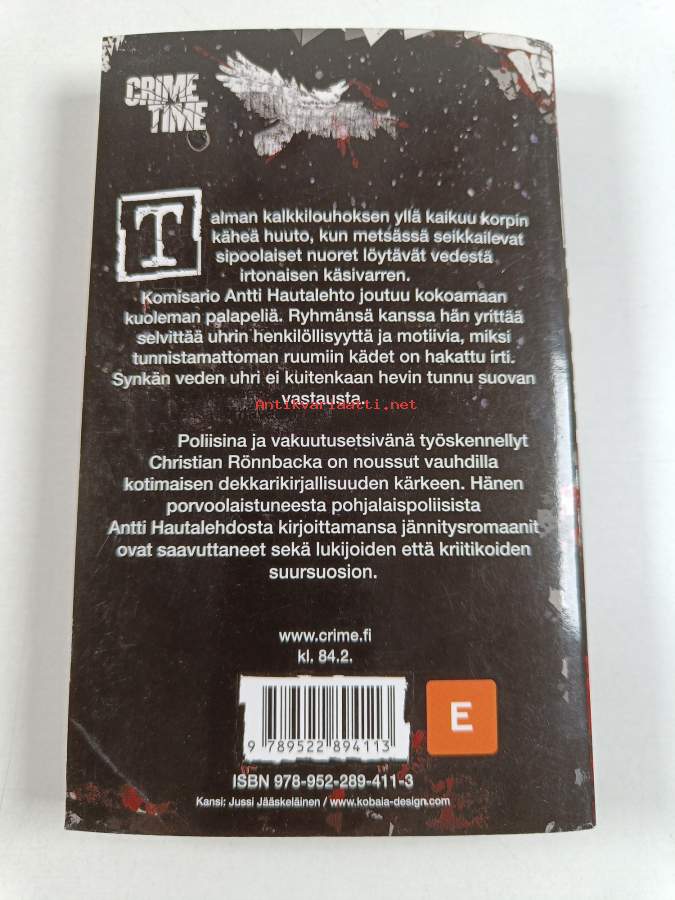 CRIME
TIME
Talman kalkkilouhoksen yllä kaikuu korpin
käheä huuto, kun metsässä seikkailevat
sipoolaiset nuoret löytävät vedestä
irtonaisen käsivarren.
Komisario Antti Hautalehto joutuu kokoamaan
kuoleman palapeliä. Ryhmänsä kanssa hän yrittää
selvittää uhrin henkilöllisyyttä ja motiivia, miksi
tunnistamattoman ruumiin kädet on hakattu irti.
Synkän veden uhri ei kuitenkaan hevin tunnu suovan
vastausta.
Antikvariaatti.net
Poliisina ja vakuutusetsivänä työskennellyt
Christian Rönnbacka on noussut vauhdilla
kotimaisen dekkarikirjallisuuden kärkeen. Hänen
porvoolaistuneesta pohjalaispoliisista
Antti Hautalehdosta kirjoittamansa jännitysromaanit
ovat saavuttaneet sekä lukijoiden että kriitikoiden
suursuosion.
www.crime.fi
kl. 84.2.
E
9 789522 894113
ISBN 978-952-289-411-3
Kansi: Jussi Jääskeläinen / www.kobaia-design.com